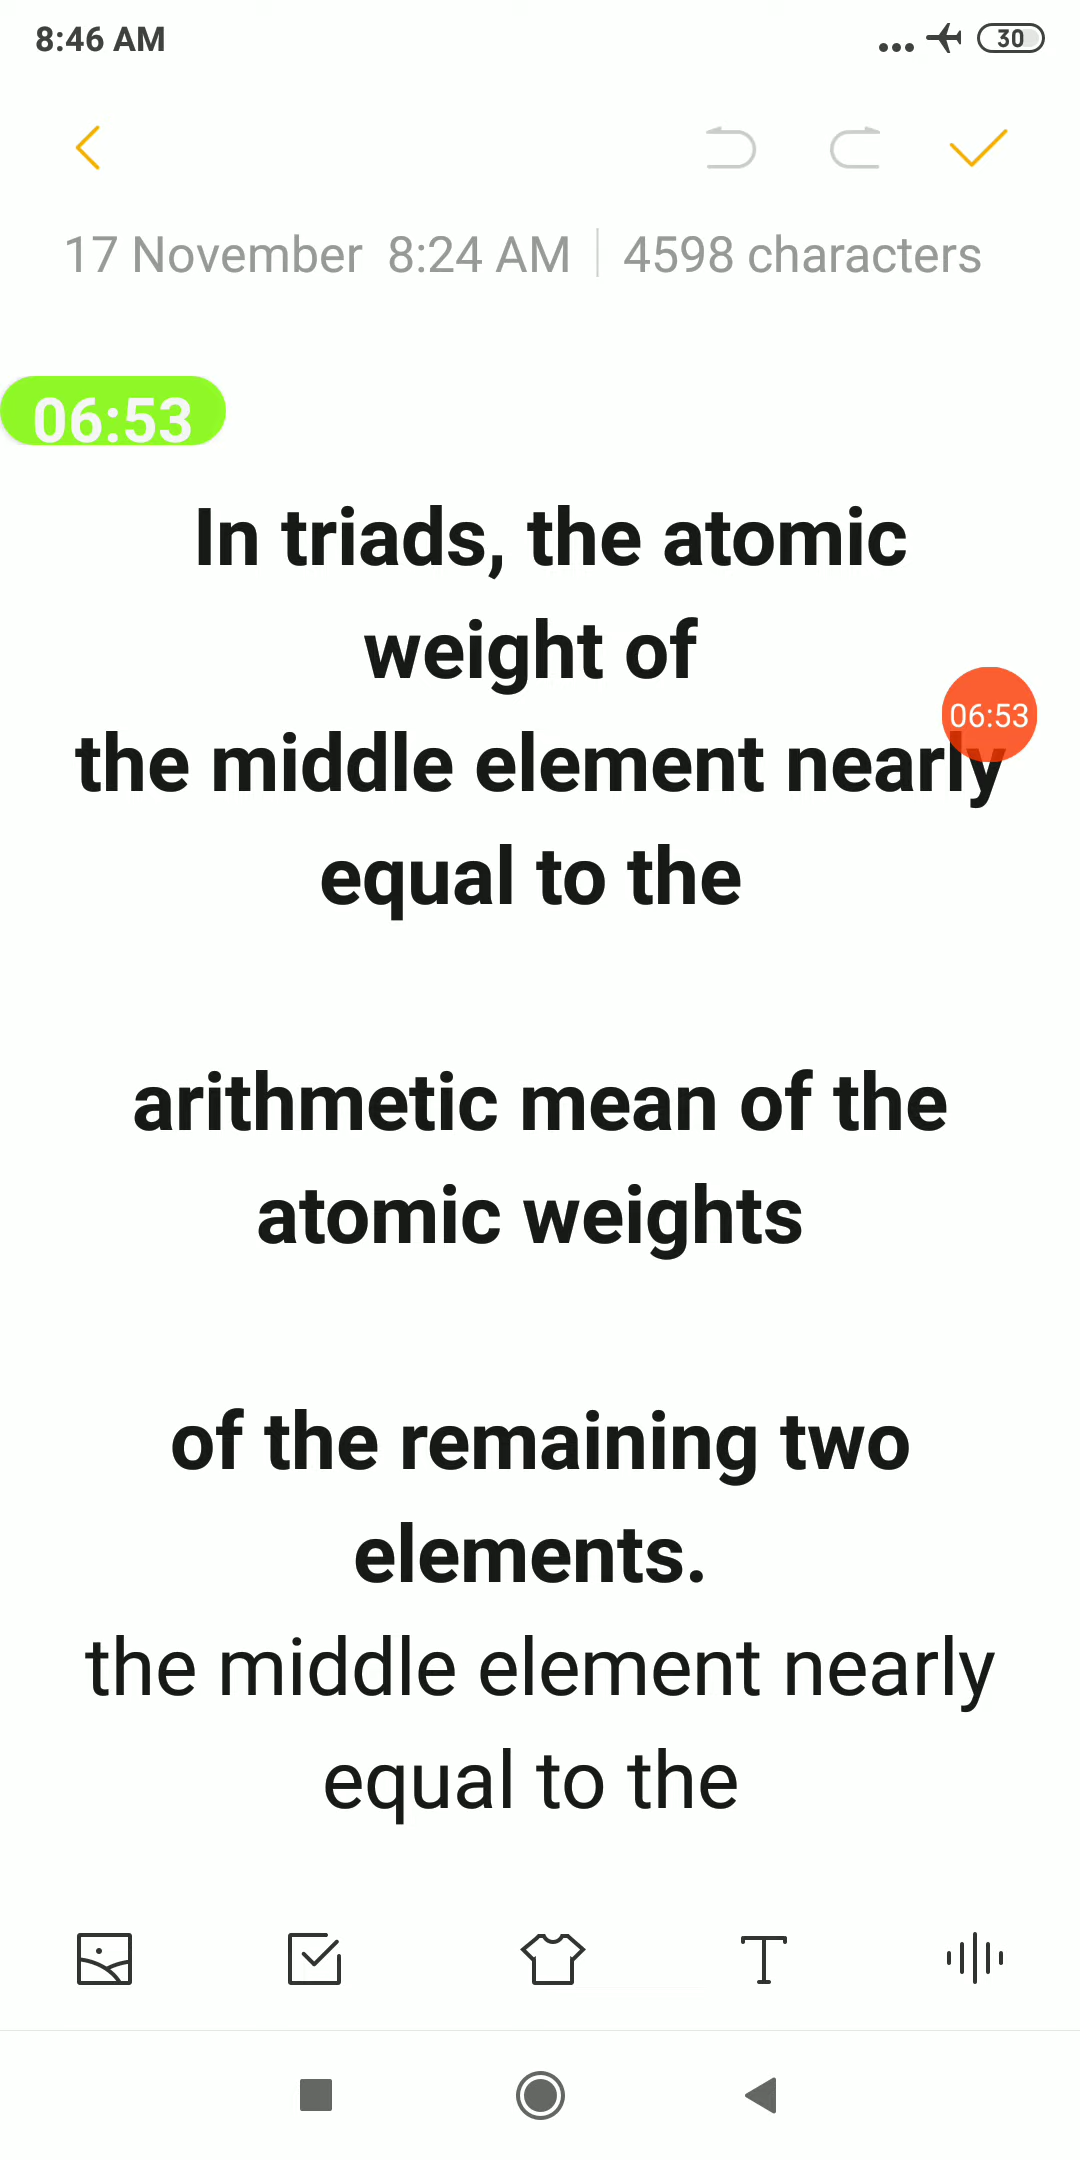 8:46 AM
30
17 November 8:24 AM 4598 characters
06:53
In triads, the atomic
weight of
06:53
the middle element nearly
equal to the
arithmetic mean of the
atomic weights
of the remaining two
elements.
the middle element nearly
equal to the